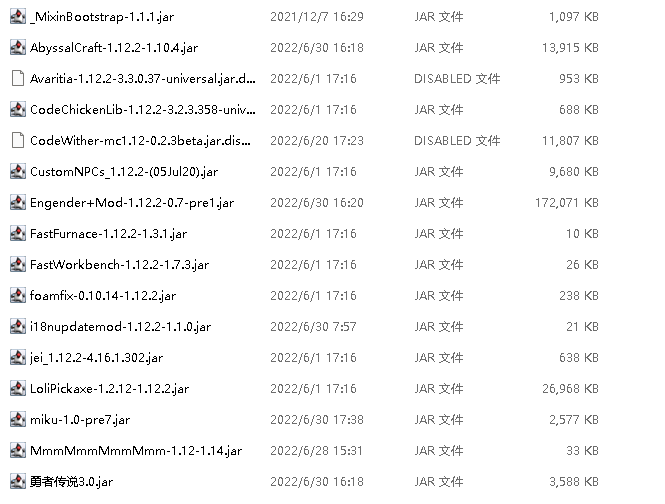 _MixinBootstrap-1.1.1.jar 2021/12/7 16:29 JAR 文件 1,097 KB
AbyssalCraft-1.12.2-1.10.4.jar 2022/6/30 16:18 JAR 文件 13,915 KB
Avaritia-1.12.2-3.3.0.37-universal.jar.d... 2022/6/1 17:16 DISABLED 文件 953 KB
CodeChickenLib-1.12.2-3.2.3.358-univ... 2022/6/1 17:16 JAR 文件 688 KB
CodeWither-mc1.12-0.2.3beta.jar.dis... 2022/6/20 17:23 DISABLED 文件 11,807 KB
CustomNPCs_1.12.2-(05Jul20).jar 2022/6/1 17:16 JAR 文件 9,680 KB
Engender+Mod-1.12.2-0.7-pre1.jar 2022/6/30 16:20 JAR 文件 172,071 KB
FastFurnace-1.12.2-1.3.1.jar 2022/6/1 17:16 JAR 文件 10 KB
FastWorkbench-1.12.2-1.7.3.jar 2022/6/1 17:16 JAR 文件 26 KB
foamfix-0.10.14-1.12.2.jar 2022/6/1 17:16 JAR 文件 238 KB
i18nupdatemod-1.12.2-1.1.0.jar 2022/6/30 7:57 JAR 文件 21 KB
jei_1.12.2-4.16.1.302.jar 2022/6/1 17:16 JAR 文件 638 KB
LoliPickaxe-1.2.12-1.12.2.jar 2022/6/1 17:16 JAR 文件 26,968 KB
miku-1.0-pre7.jar 2022/6/30 17:38 JAR 文件 2,577 KB
MmmMmmMmmMmm-1.12-1.14.jar 2022/6/28 15:31 JAR 文件 33 KB
勇者传说3.0.jar 2022/6/30 16:18 JAR 文件 3,588 KB